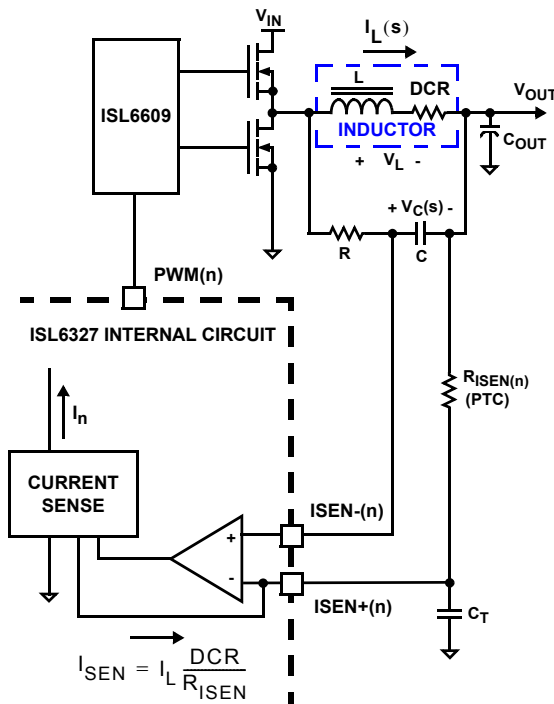 V_IN
I_L(s)
ISL6609
L
DCR
INDUCTOR
V_OUT
C_OUT
+ V_L -
+ V_C(s) -
R
C
PWM(n)
ISL6327 INTERNAL CIRCUIT
R_ISEN(n)
(PTC)
I_n
CURRENT
SENSE
ISEN-(n)
+
-
ISEN+(n)
C_T
I_SEN = I_L DCR/R_ISEN